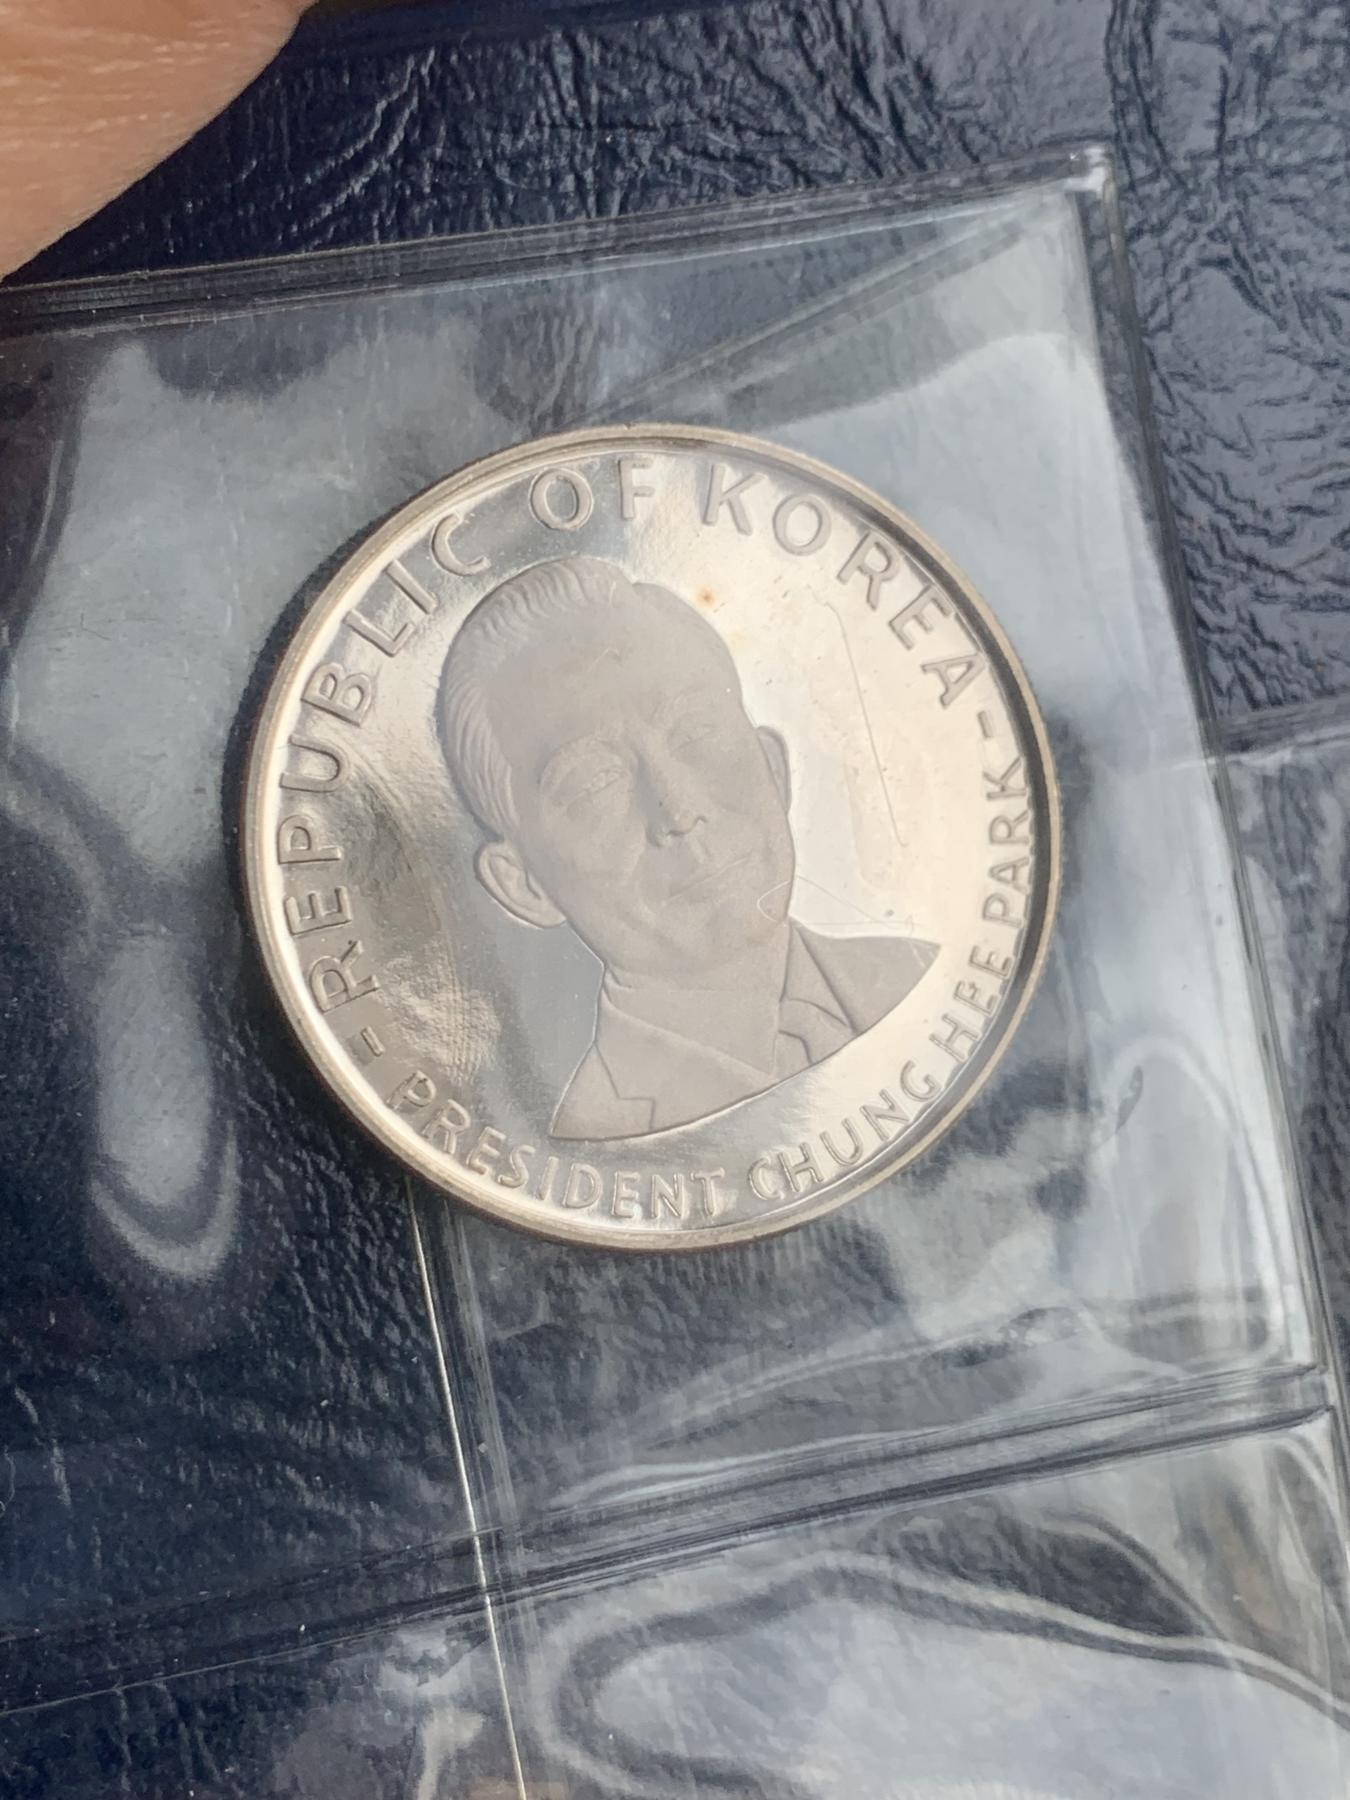 REPUBLIC OF KOREA
- PRESIDENT CHUNG HEE PARK -